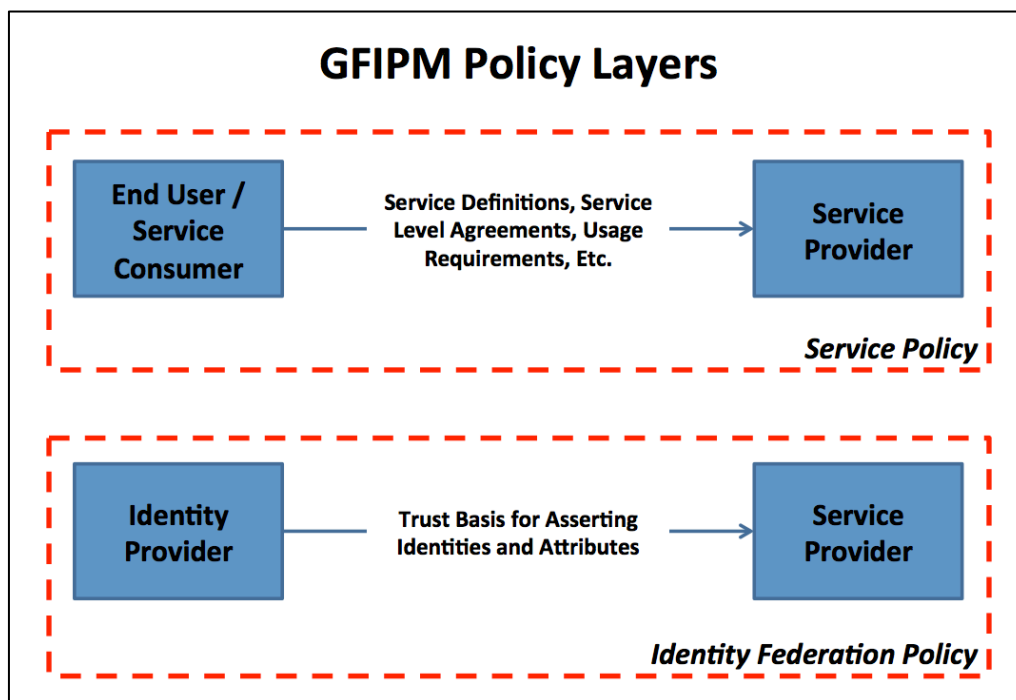 GFIPM Policy Layers
End User /
Service
Consumer
Service Definitions, Service
Level Agreements, Usage
Requirements, Etc.
Service
Provider
Service Policy
Identity
Provider
Trust Basis for Asserting
Identities and Attributes
Service
Provider
Identity Federation Policy